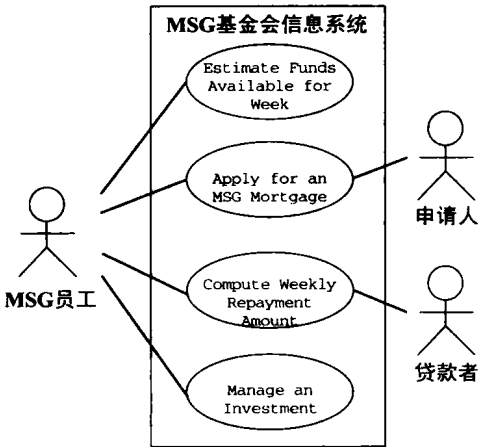 MSG基金会信息系统
Estimate Funds
Available for
Week
Apply for an
MSG Mortgage
申请人
MSG员工
Compute Weekly
Repayment
Amount
贷款者
Manage an
Investment